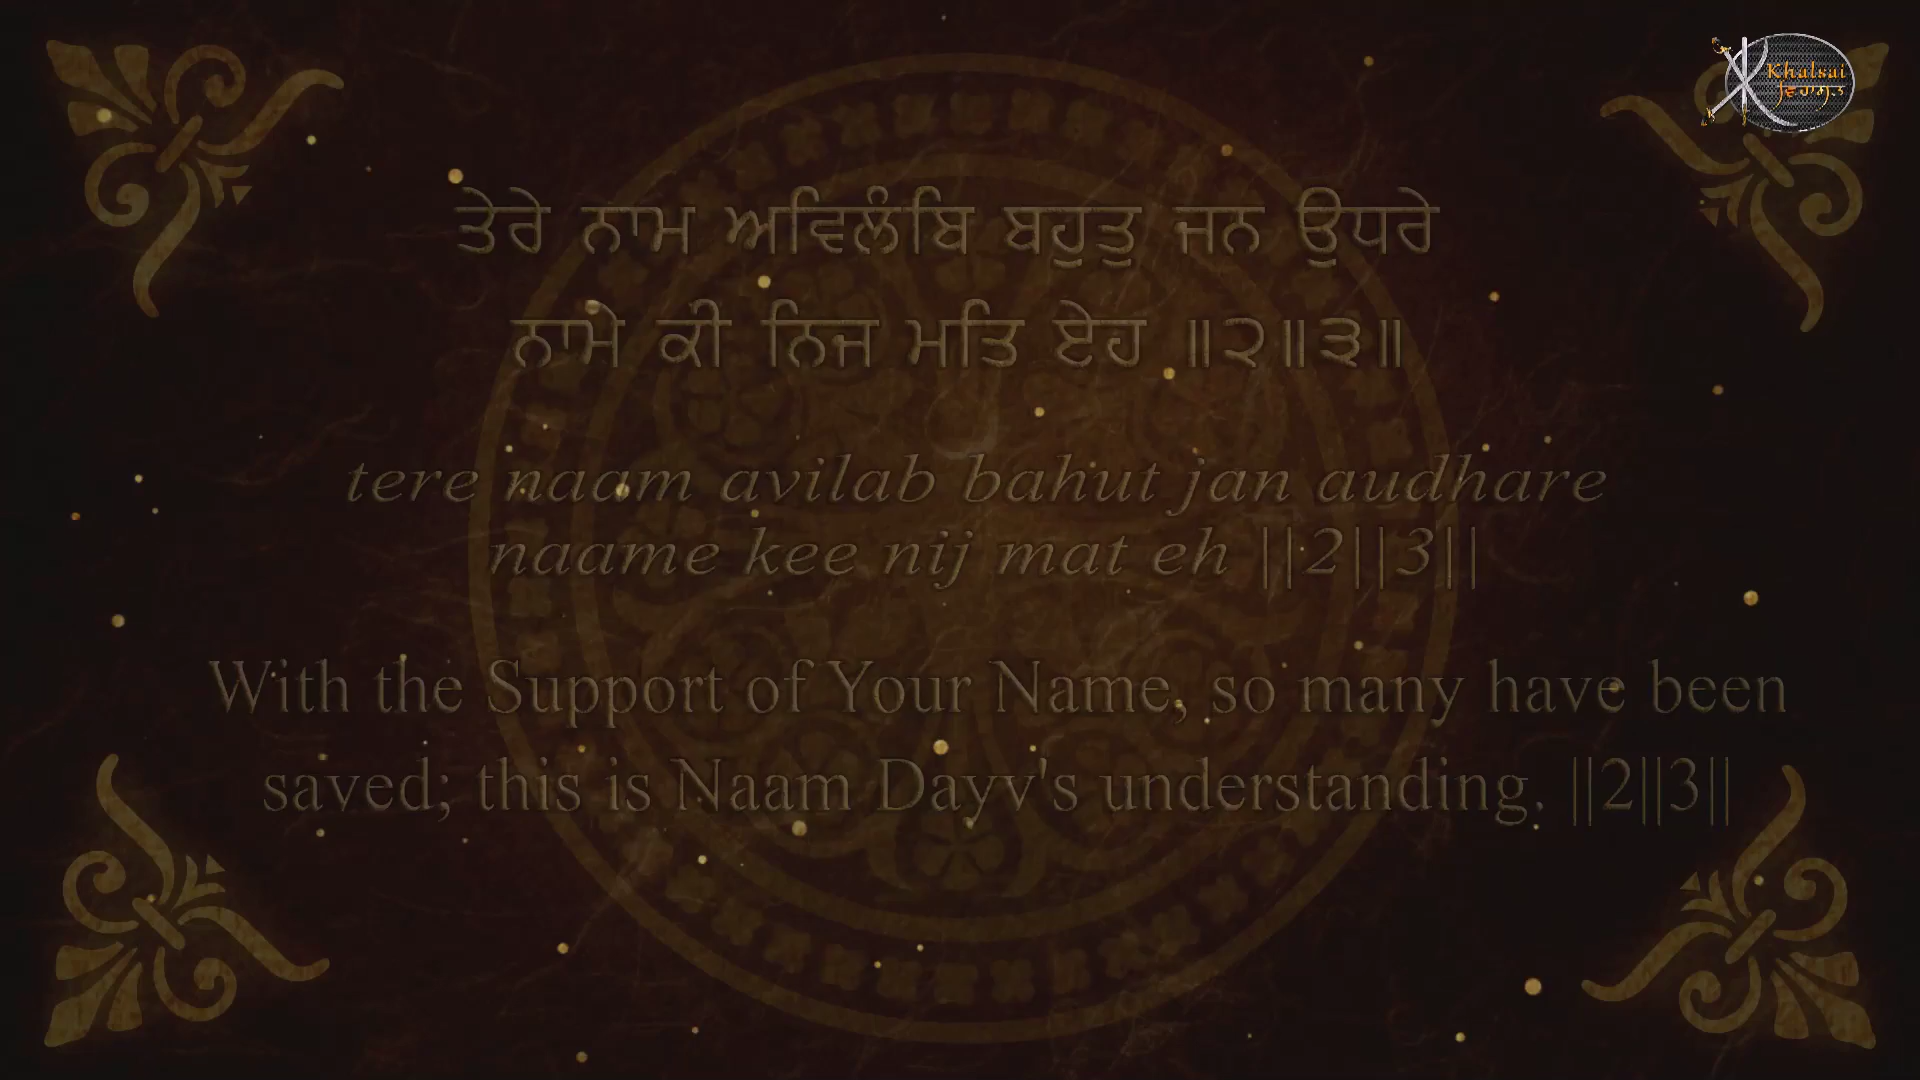 Khalsai
ਵਿਰਾਸਤ
ਤੇਰੇ ਨਾਮ ਅਵਿਲੰਬਿ ਬਹੁਤੁ ਜਨ ਉਧਰੇ
ਨਾਮੇ ਕੀ ਨਿਜ ਮਤਿ ਏਹ ॥੨॥੩॥
tere naam avilab bahut jan audhare
naame kee nij mat eh ||2||3||
With the Support of Your Name, so many have been
saved; this is Naam Dayv's understanding. ||2||3||